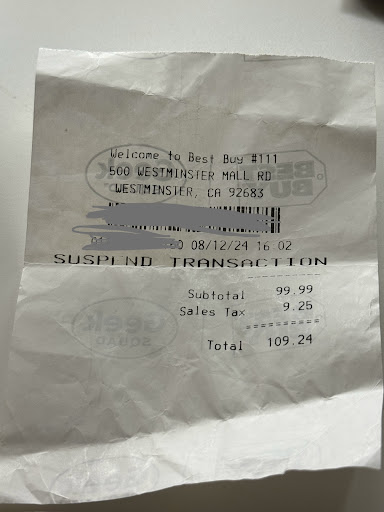 Welcome to Best Buy #111
500 WESTMINSTER MALL RD
WESTMINSTER, CA 92683
08/12/24 16:02
SUSPEND TRANSACTION
Subtotal 99.99
Sales Tax 9.25
==========
Total 109.24